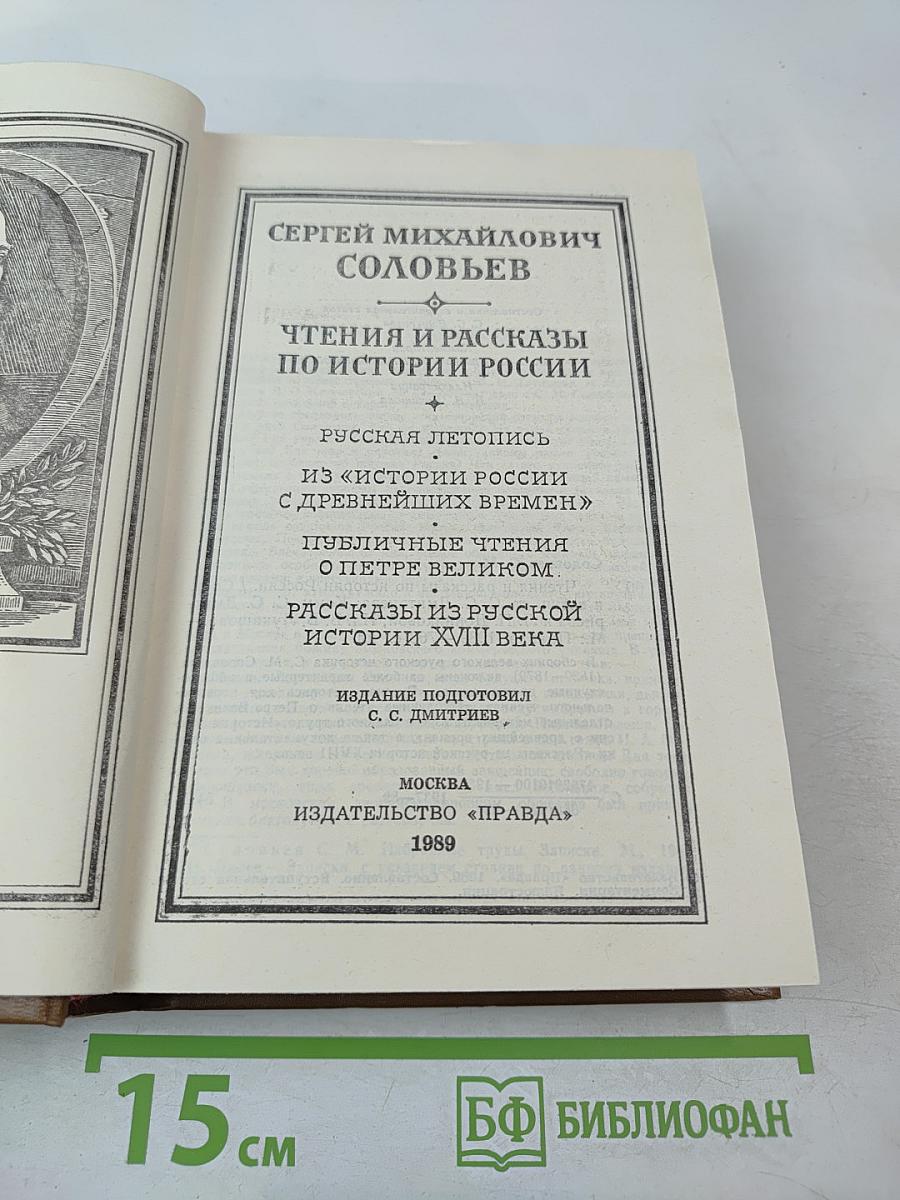 СЕРГЕЙ МИХАЙЛОВИЧ
СОЛОВЬЕВ
ЧТЕНИЯ И РАССКАЗЫ
ПО ИСТОРИИ РОССИИ
РУССКАЯ ЛЕТОПИСЬ
ИЗ «ИСТОРИИ РОССИИ
С ДРЕВНЕЙШИХ ВРЕМЕН»
ПУБЛИЧНЫЕ ЧТЕНИЯ
О ПЕТРЕ ВЕЛИКОМ
РАССКАЗЫ ИЗ РУССКОЙ
ИСТОРИИ XVIII ВЕКА
ИЗДАНИЕ ПОДГОТОВИЛ
С. С. ДМИТРИЕВ
МОСКВА
ИЗДАТЕЛЬСТВО «ПРАВДА»
1989
15 см
БФ БИБЛИОФАН